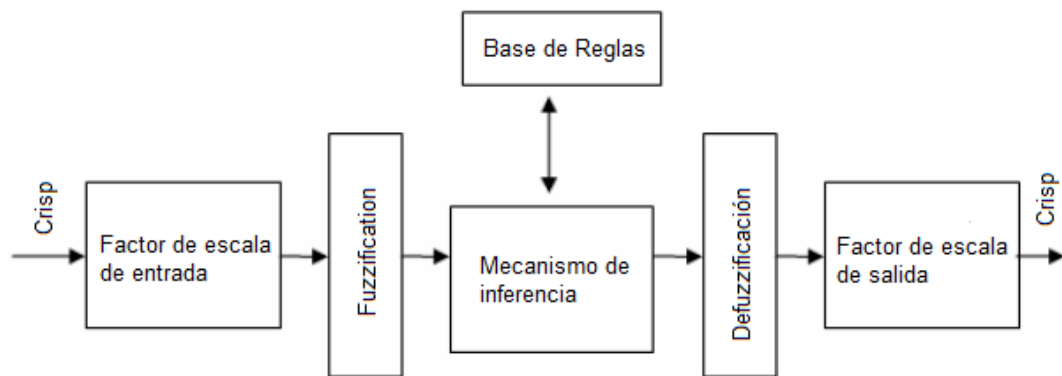 Base de Reglas
Crisp
Factor de escala
de entrada
Fuzzification
Mecanismo de
inferencia
Defuzzificación
Factor de escala
de salida
Crisp